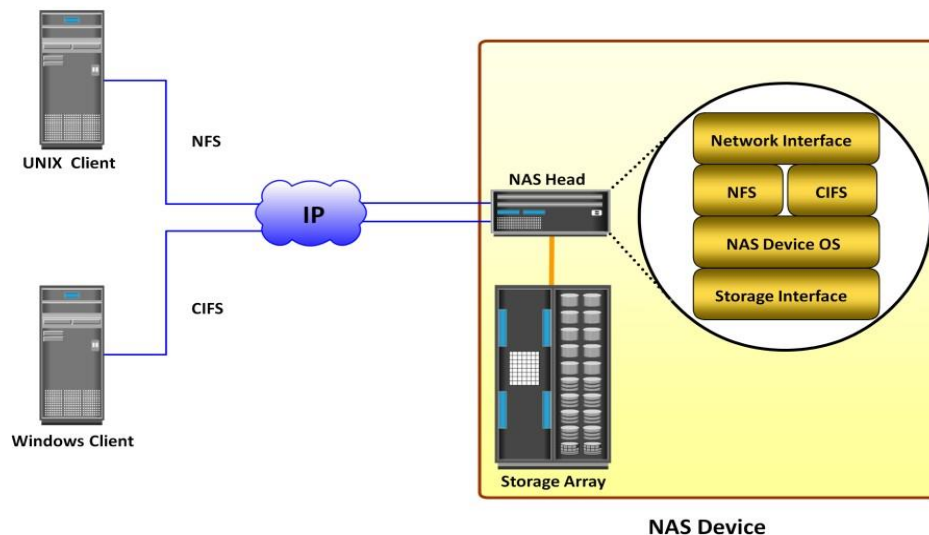 UNIX Client
NFS
IP
CIFS
Windows Client
NAS Head
Network Interface
NFS
CIFS
NAS Device OS
Storage Interface
Storage Array
NAS Device